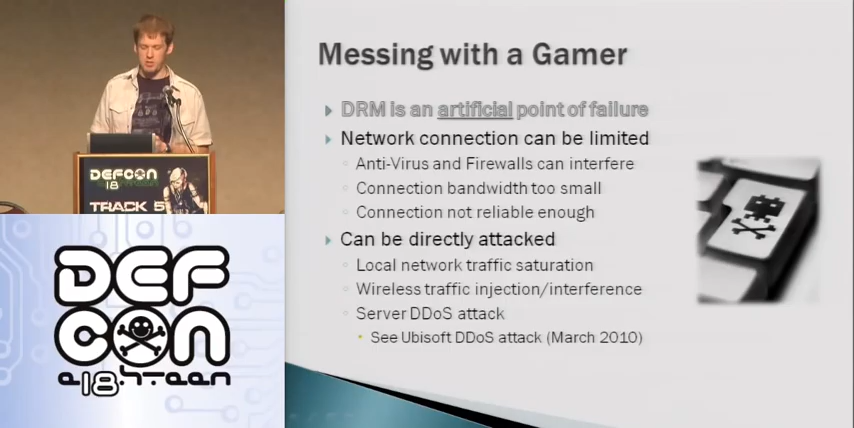 DEFCON
18
TRACK 5
DEF
CON
e18hteen
Messing with a Gamer
DRM is an artificial point of failure
Network connection can be limited
Anti-Virus and Firewalls can interfere
Connection bandwidth too small
Connection not reliable enough
Can be directly attacked
Local network traffic saturation
Wireless traffic injection/interference
Server DDoS attack
See Ubisoft DDoS attack (March 2010)